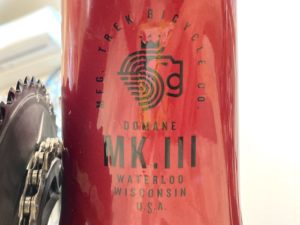 MFG. TREK BICYCLE CO.
DOMANE
MK.III
WATERLOO
WISCONSIN
U.S.A.